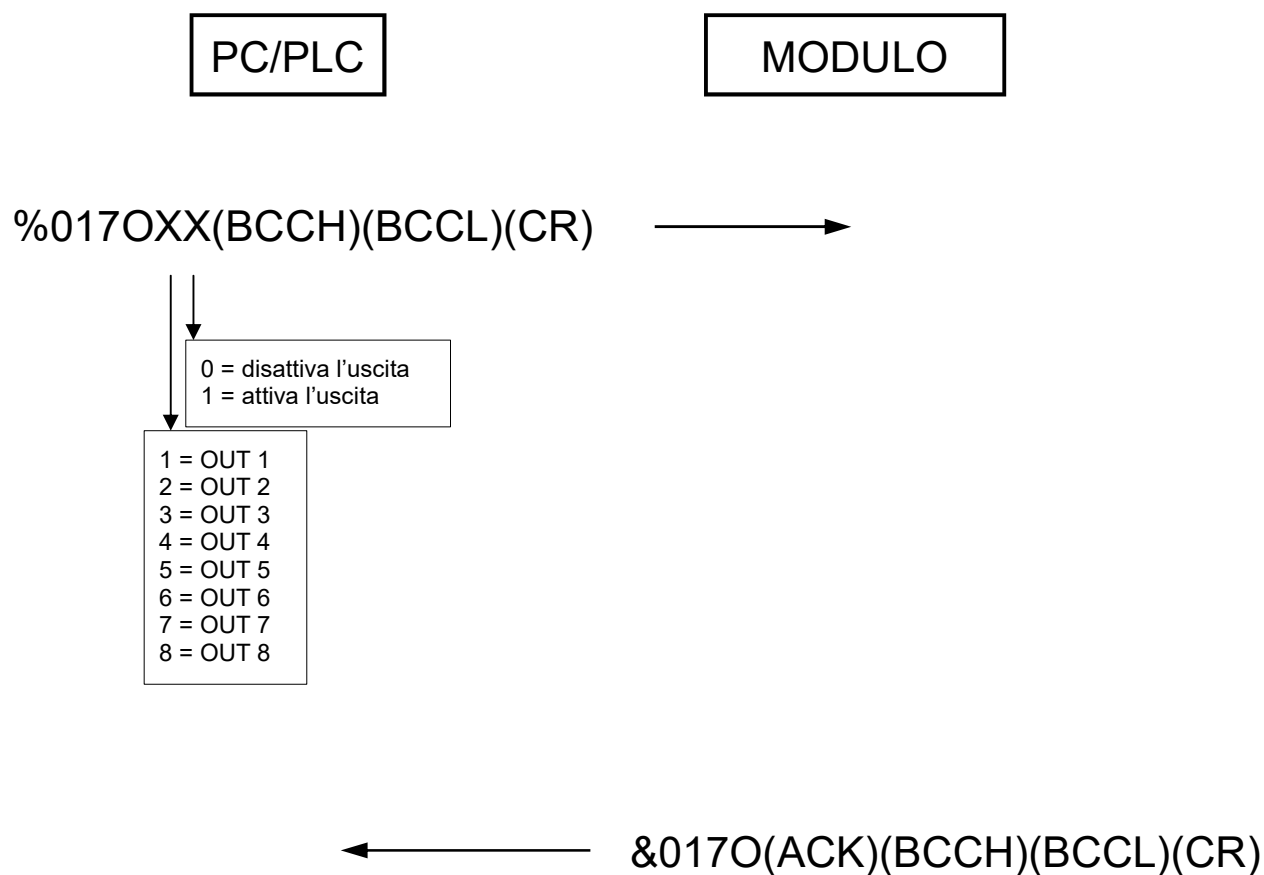 PC/PLC
MODULO
%017OXX(BCCH)(BCCL)(CR)
0 = disattiva l’uscita
1 = attiva l’uscita
1 = OUT 1
2 = OUT 2
3 = OUT 3
4 = OUT 4
5 = OUT 5
6 = OUT 6
7 = OUT 7
8 = OUT 8
&017O(ACK)(BCCH)(BCCL)(CR)